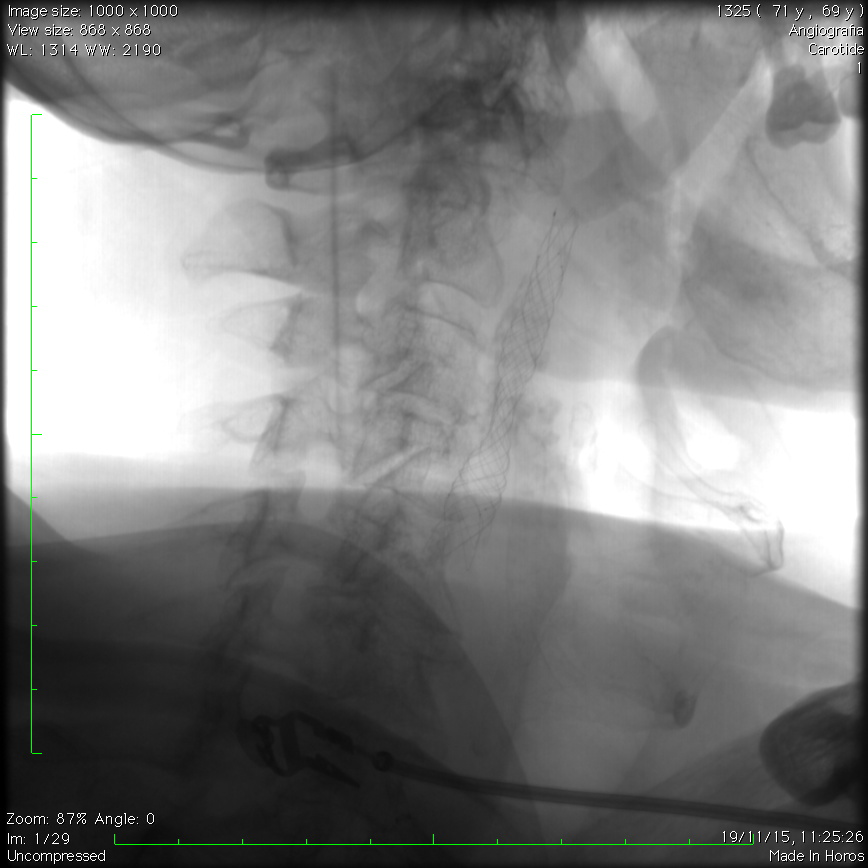 Image size: 1000 x 1000
View size: 868 x 868
WL: 1314 WW: 2190
1325 ( 71 y , 69 y )
Angiografia
Carotide
1
Zoom: 87% Angle: 0
Im: 1/29
Uncompressed
19/11/15, 11:25:26
Made In Horos